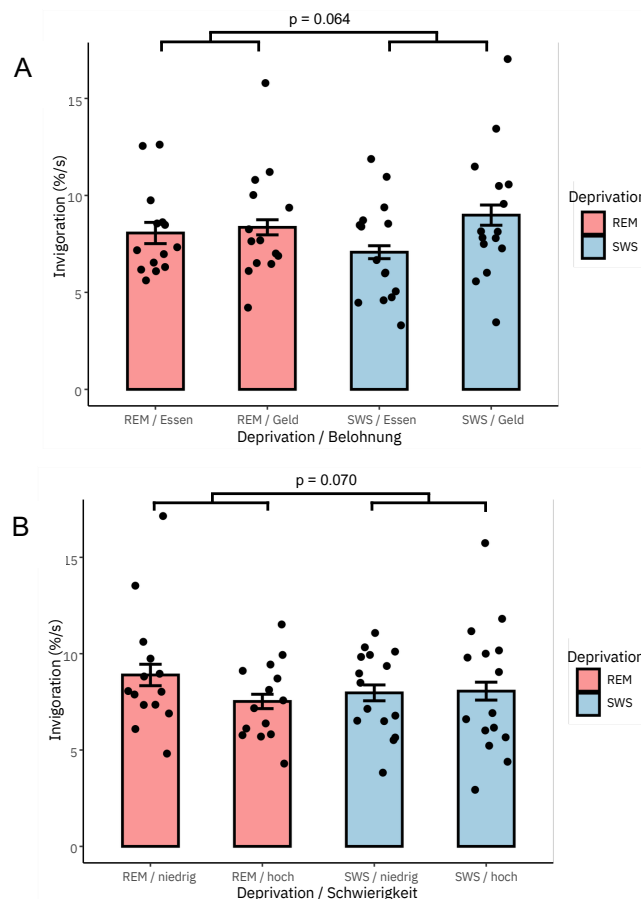 p = 0.064
A
15
10
5
0
Invigoration (%/s)
REM / Essen
REM / Geld
SWS / Essen
SWS / Geld
Deprivation / Belohnung
Deprivation
REM
SWS
p = 0.070
B
15
10
5
0
Invigoration (%/s)
REM / niedrig
REM / hoch
SWS / niedrig
SWS / hoch
Deprivation / Schwierigkeit
Deprivation
REM
SWS